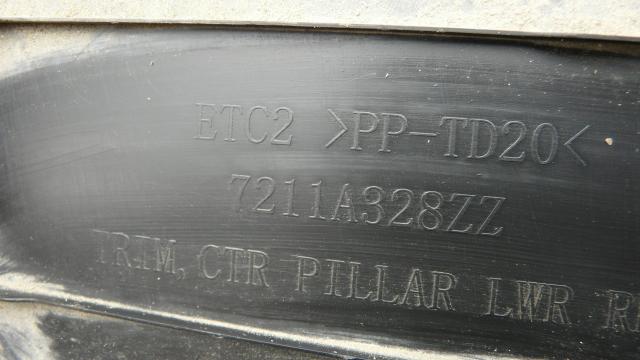 ETC2 >PP-TD20<
7211A328ZZ
TRIM, CTR PILLAR LWR